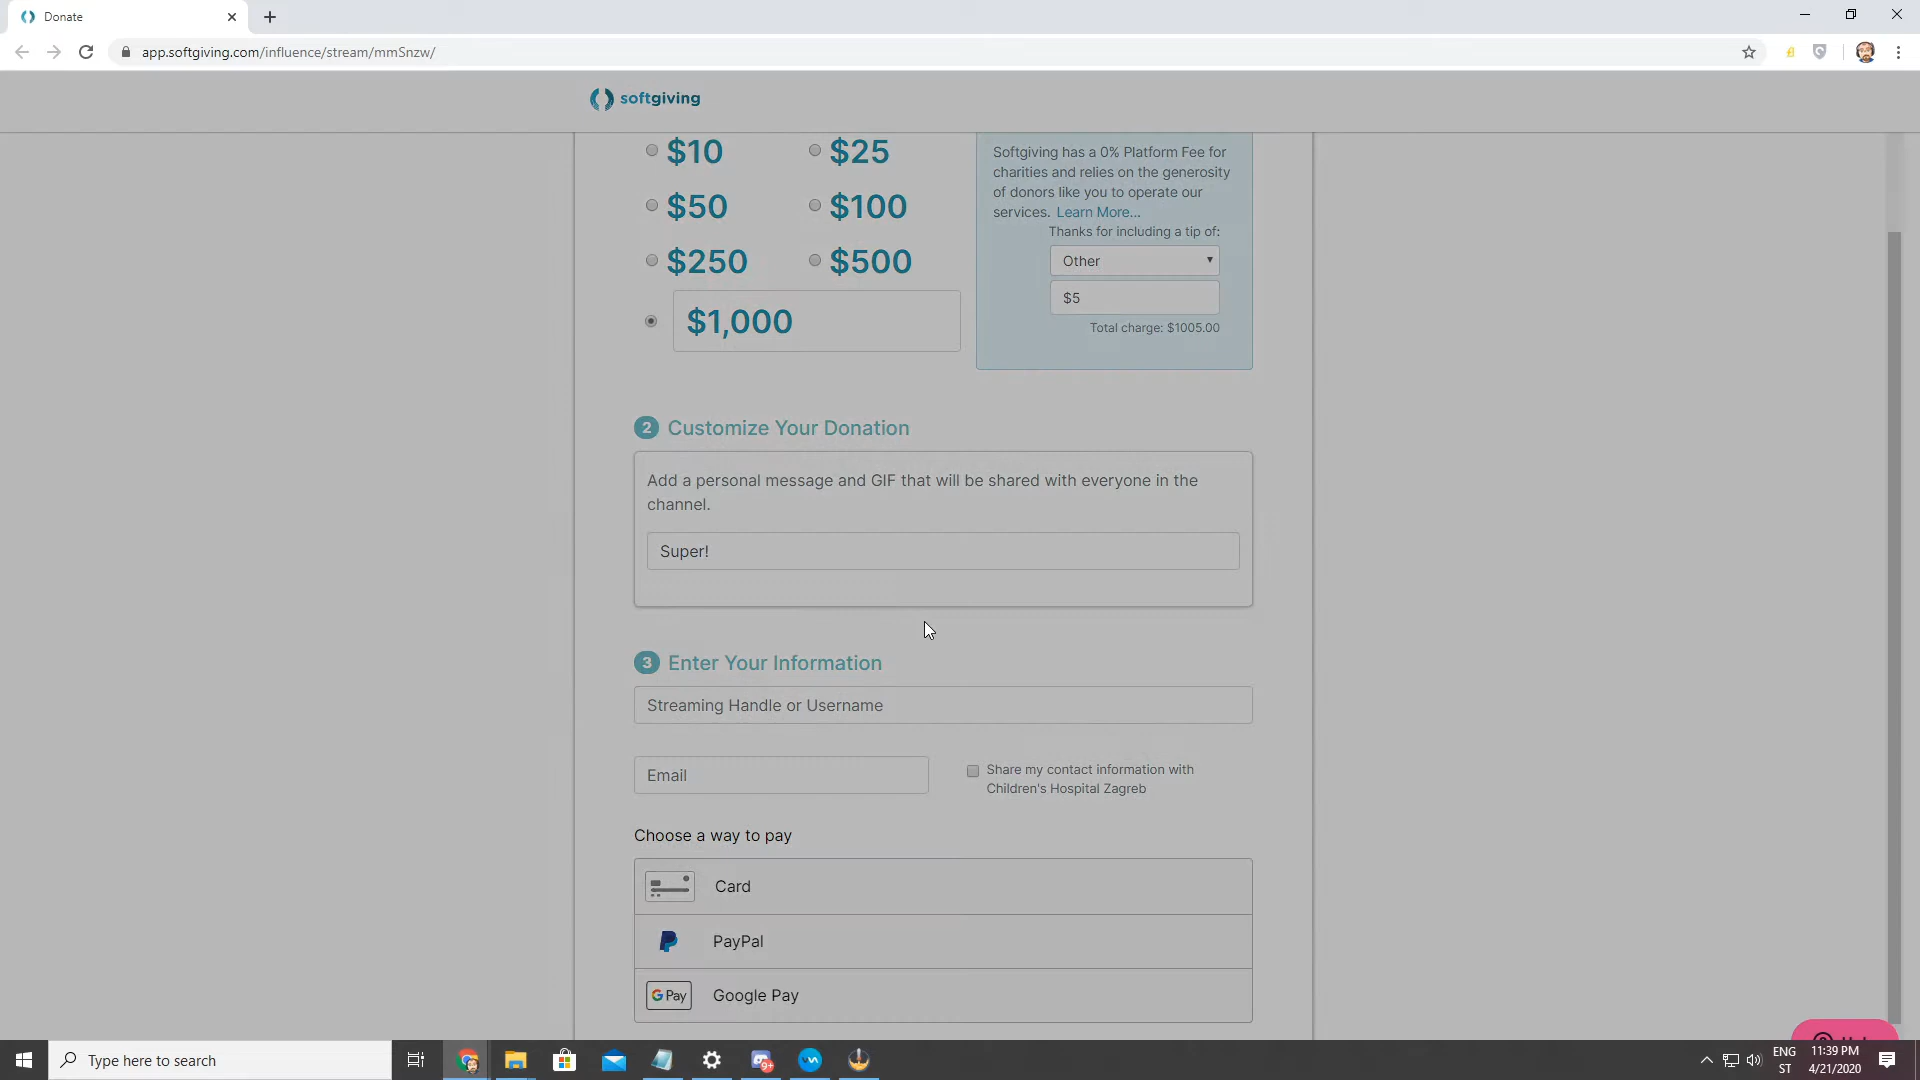 Donate
app.softgiving.com/influence/stream/mmSnzw/
softgiving
$10
$25
$50
$100
$250
$500
$1,000
Softgiving has a 0% Platform Fee for
charities and relies on the generosity
of donors like you to operate our
services. Learn More...
Thanks for including a tip of:
Other
$5
Total charge: $1005.00
2 Customize Your Donation
Add a personal message and GIF that will be shared with everyone in the
channel.
Super!
3 Enter Your Information
Streaming Handle or Username
Email
Share my contact information with
Children's Hospital Zagreb
Choose a way to pay
Card
PayPal
G Pay
Google Pay
Type here to search
9+
ENG
ST
11:39 PM
4/21/2020